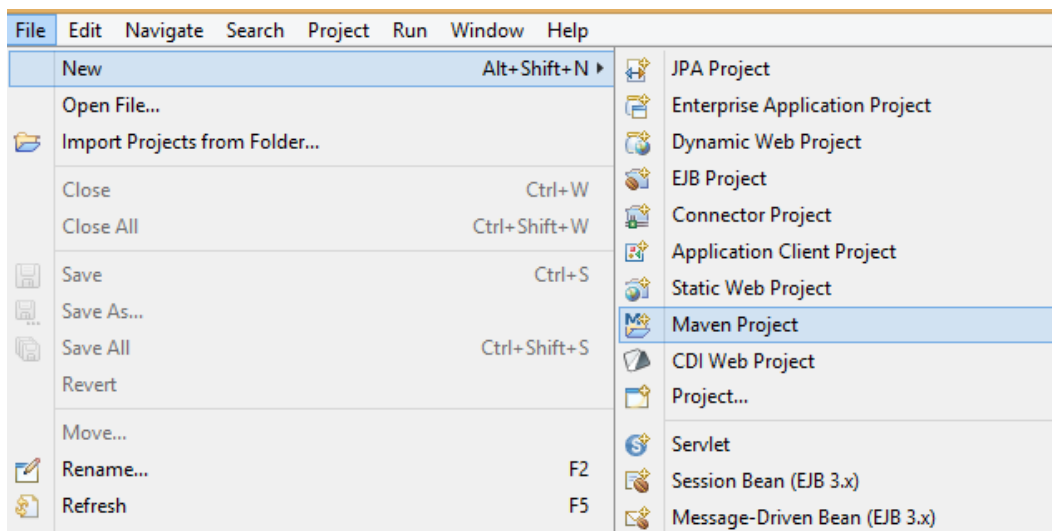 File Edit Navigate Search Project Run Window Help
New Alt+Shift+N
Open File...
Import Projects from Folder...
Close Ctrl+W
Close All Ctrl+Shift+W
Save Ctrl+S
Save As...
Save All Ctrl+Shift+S
Revert
Move...
Rename... F2
Refresh F5
JPA Project
Enterprise Application Project
Dynamic Web Project
EJB Project
Connector Project
Application Client Project
Static Web Project
Maven Project
CDI Web Project
Project...
Servlet
Session Bean (EJB 3.x)
Message-Driven Bean (EJB 3.x)